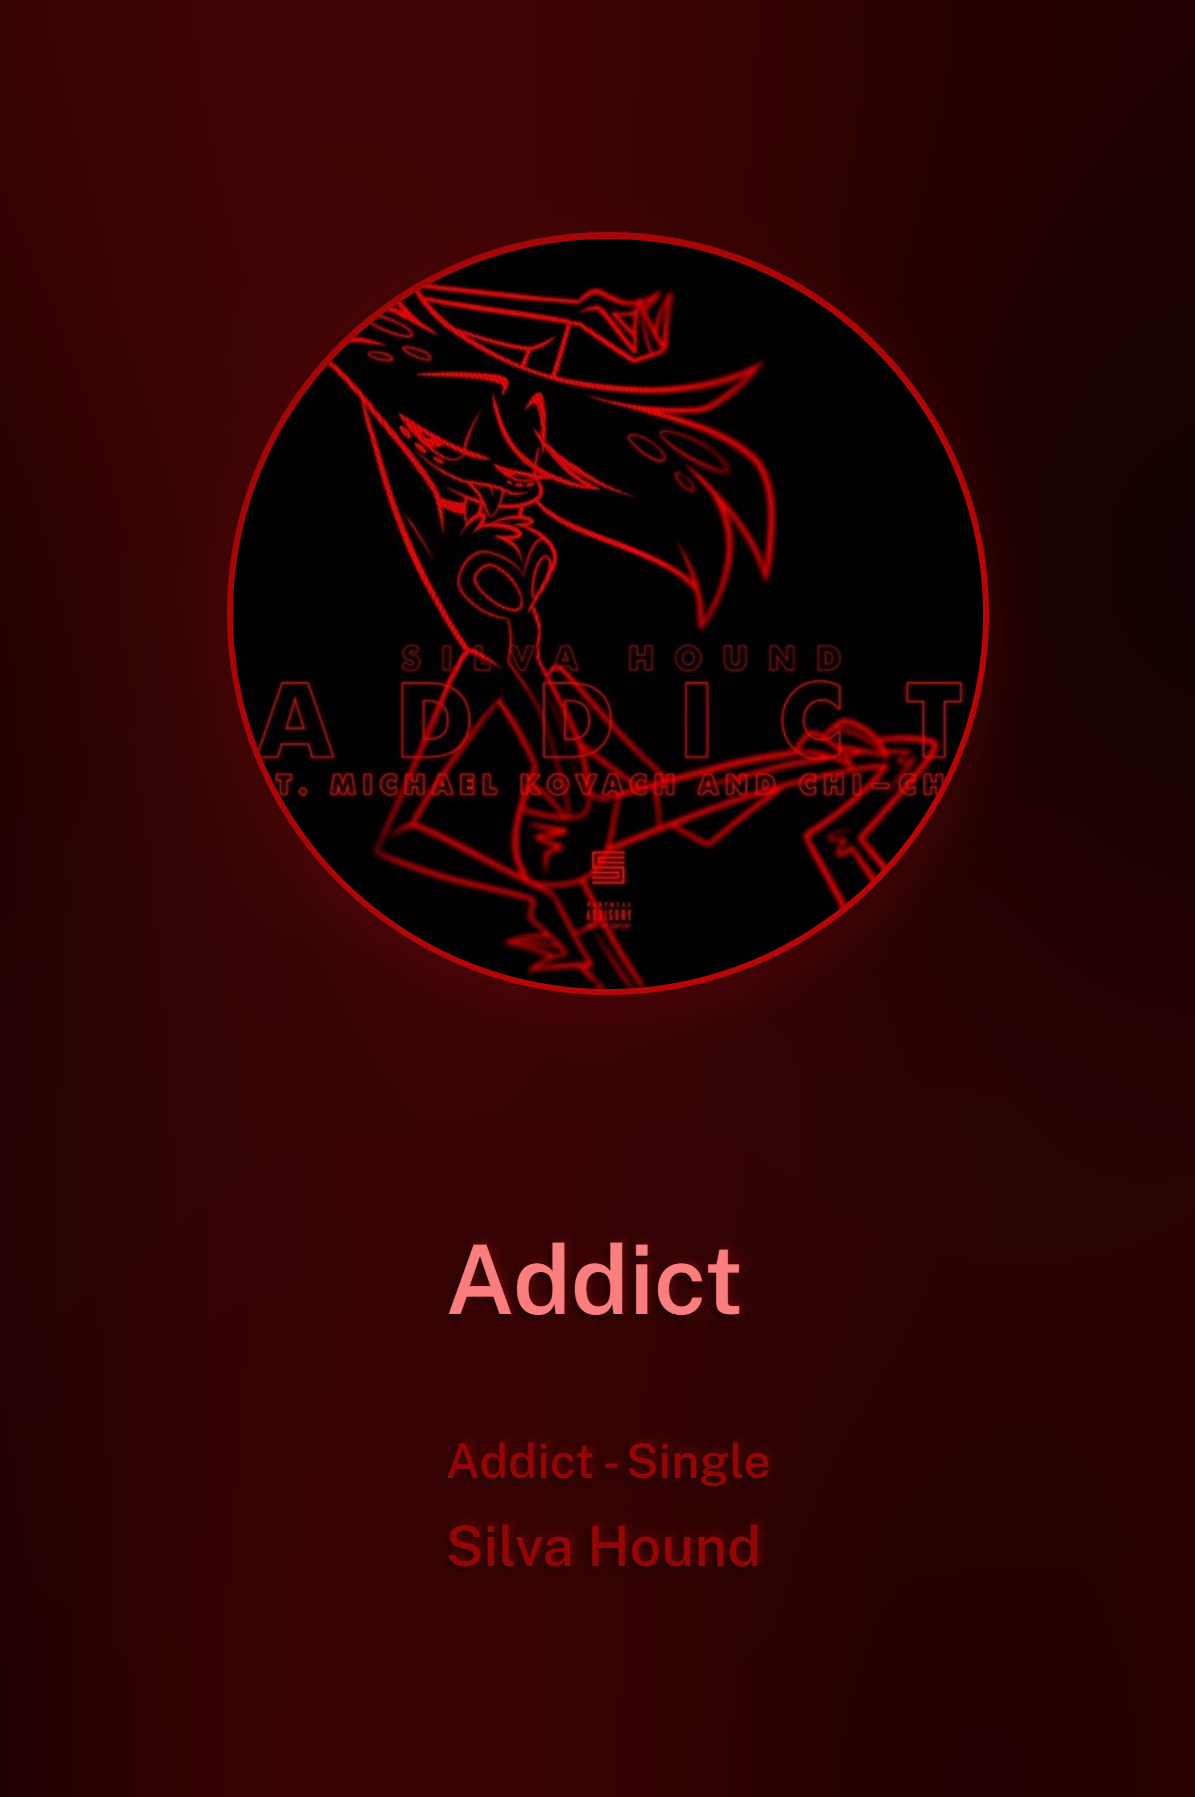 SILVA HOUND
ADDICT
T. MICHAEL KOVACH AND CHI-CH
PARENTAL
ADVISORY
Addict
Addict - Single
Silva Hound